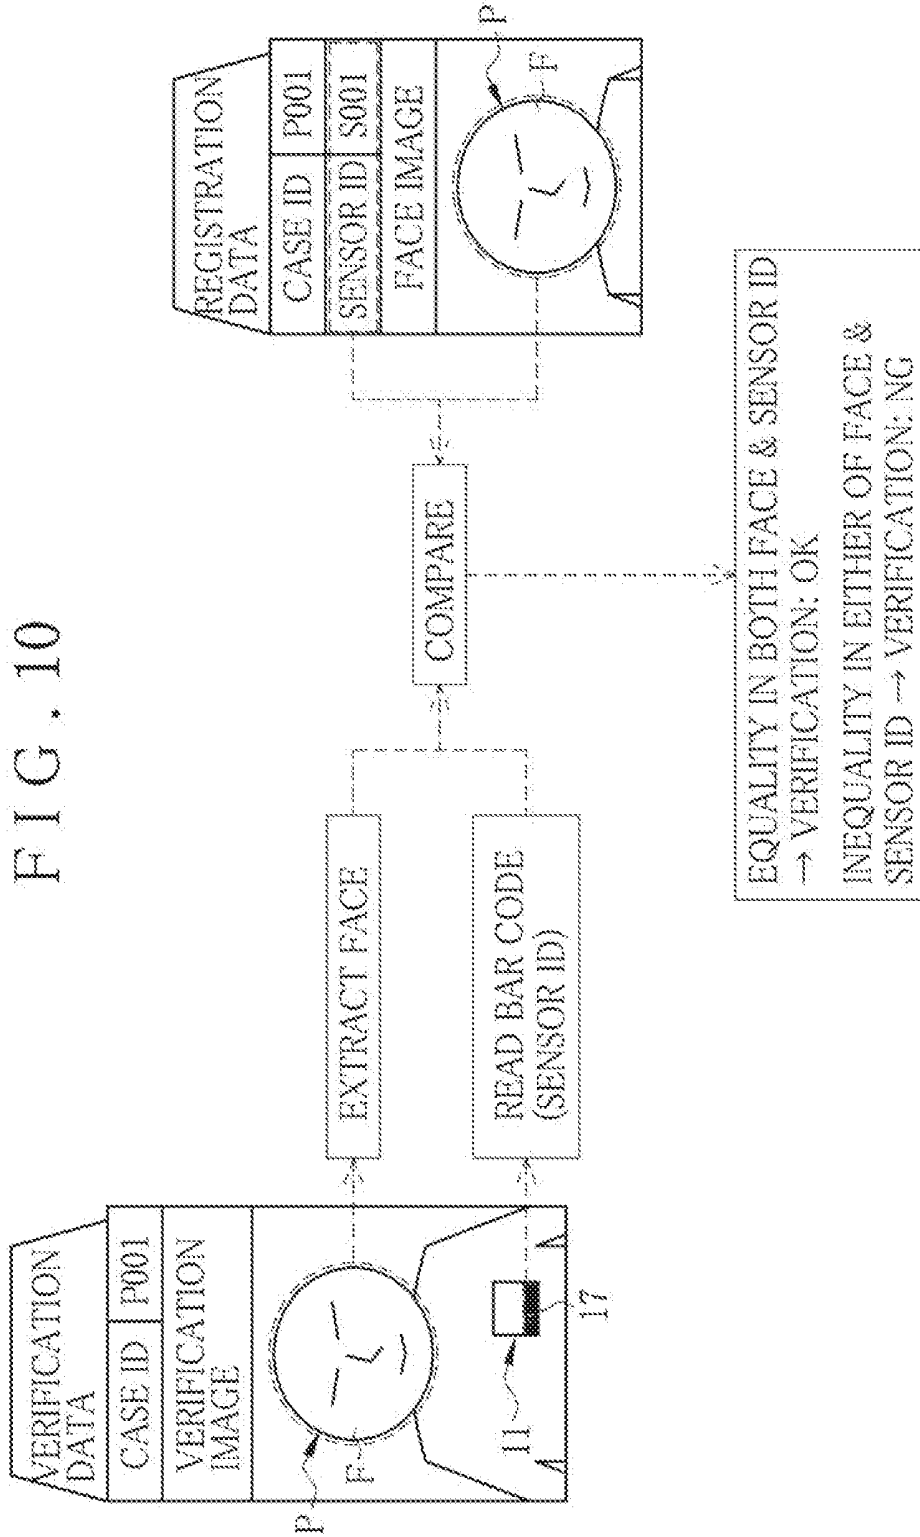 FIG. 10
VERIFICATION
DATA
CASE ID P001
VERIFICATION
IMAGE
P
F
11
17
EXTRACT FACE
READ BAR CODE
(SENSOR ID)
COMPARE
REGISTRATION
DATA
CASE ID P001
SENSOR ID S001
FACE IMAGE
P
F
EQUALITY IN BOTH FACE & SENSOR ID
→ VERIFICATION: OK
INEQUALITY IN EITHER OF FACE &
SENSOR ID → VERIFICATION: NG